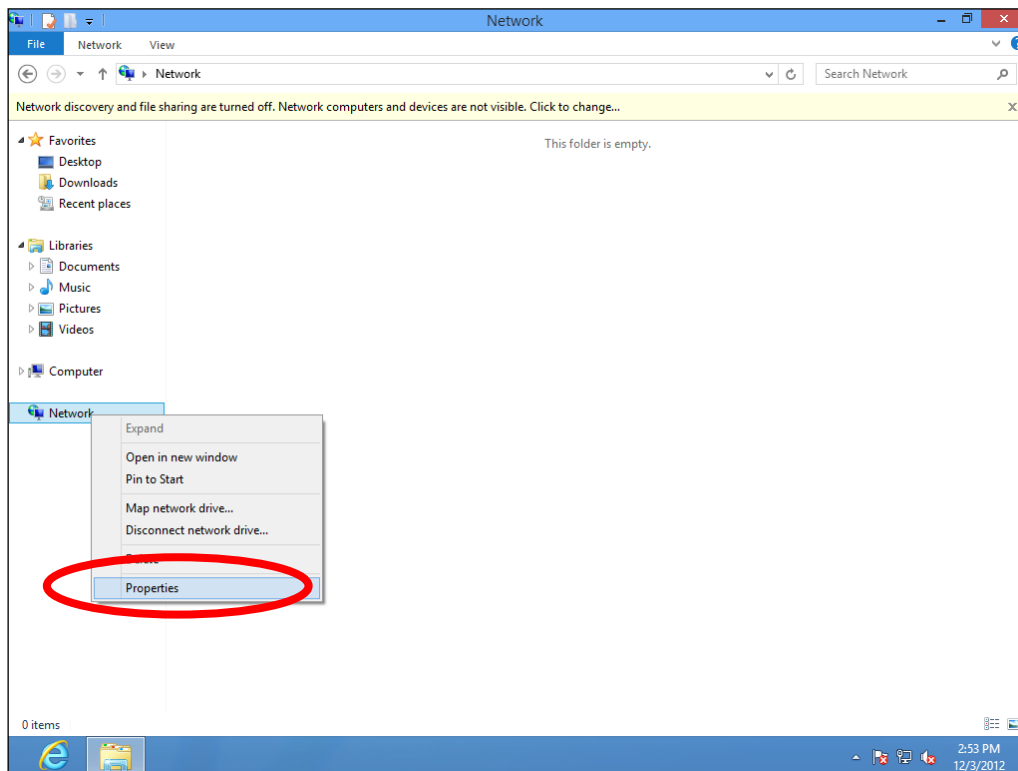 Network
File Network View
Network
Search Network
Network discovery and file sharing are turned off. Network computers and devices are not visible. Click to change...
Favorites
This folder is empty.
Desktop
Downloads
Recent places
Libraries
Documents
Music
Pictures
Videos
Computer
Network
Expand
Open in new window
Pin to Start
Map network drive...
Disconnect network drive...
Delete
Properties
0 items
2:53 PM
12/3/2012